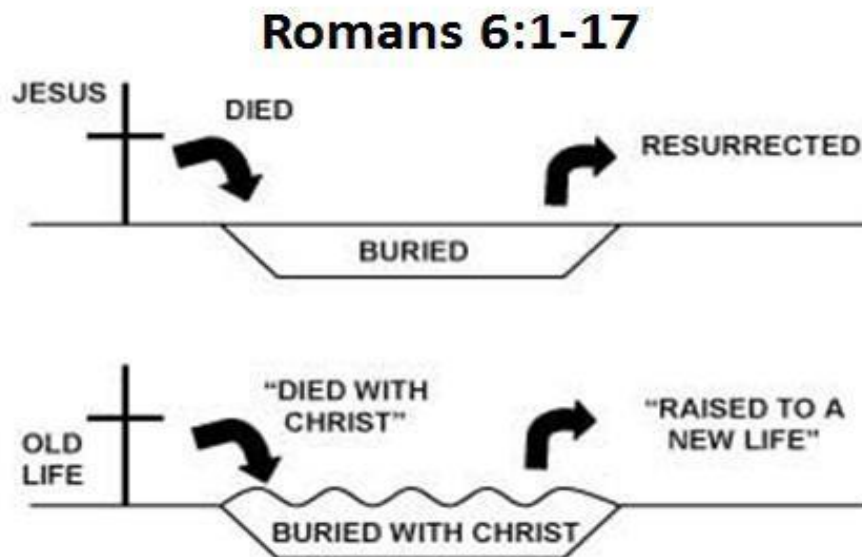 Romans 6:1-17
JESUS
DIED
RESURRECTED
BURIED
OLD
LIFE
“DIED WITH
CHRIST”
“RAISED TO A
NEW LIFE”
BURIED WITH CHRIST